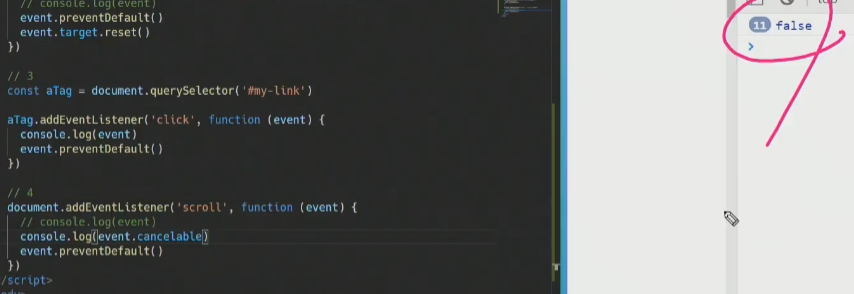 // console.log(event)
event.preventDefault()
event.target.reset()
})
// 3
const aTag = document.querySelector('#my-link')
aTag.addEventListener('click', function (event) {
console.log(event)
event.preventDefault()
})
// 4
document.addEventListener('scroll', function (event) {
// console.log(event)
console.log(event.cancelable)
event.preventDefault()
})
/script>
11 false
>